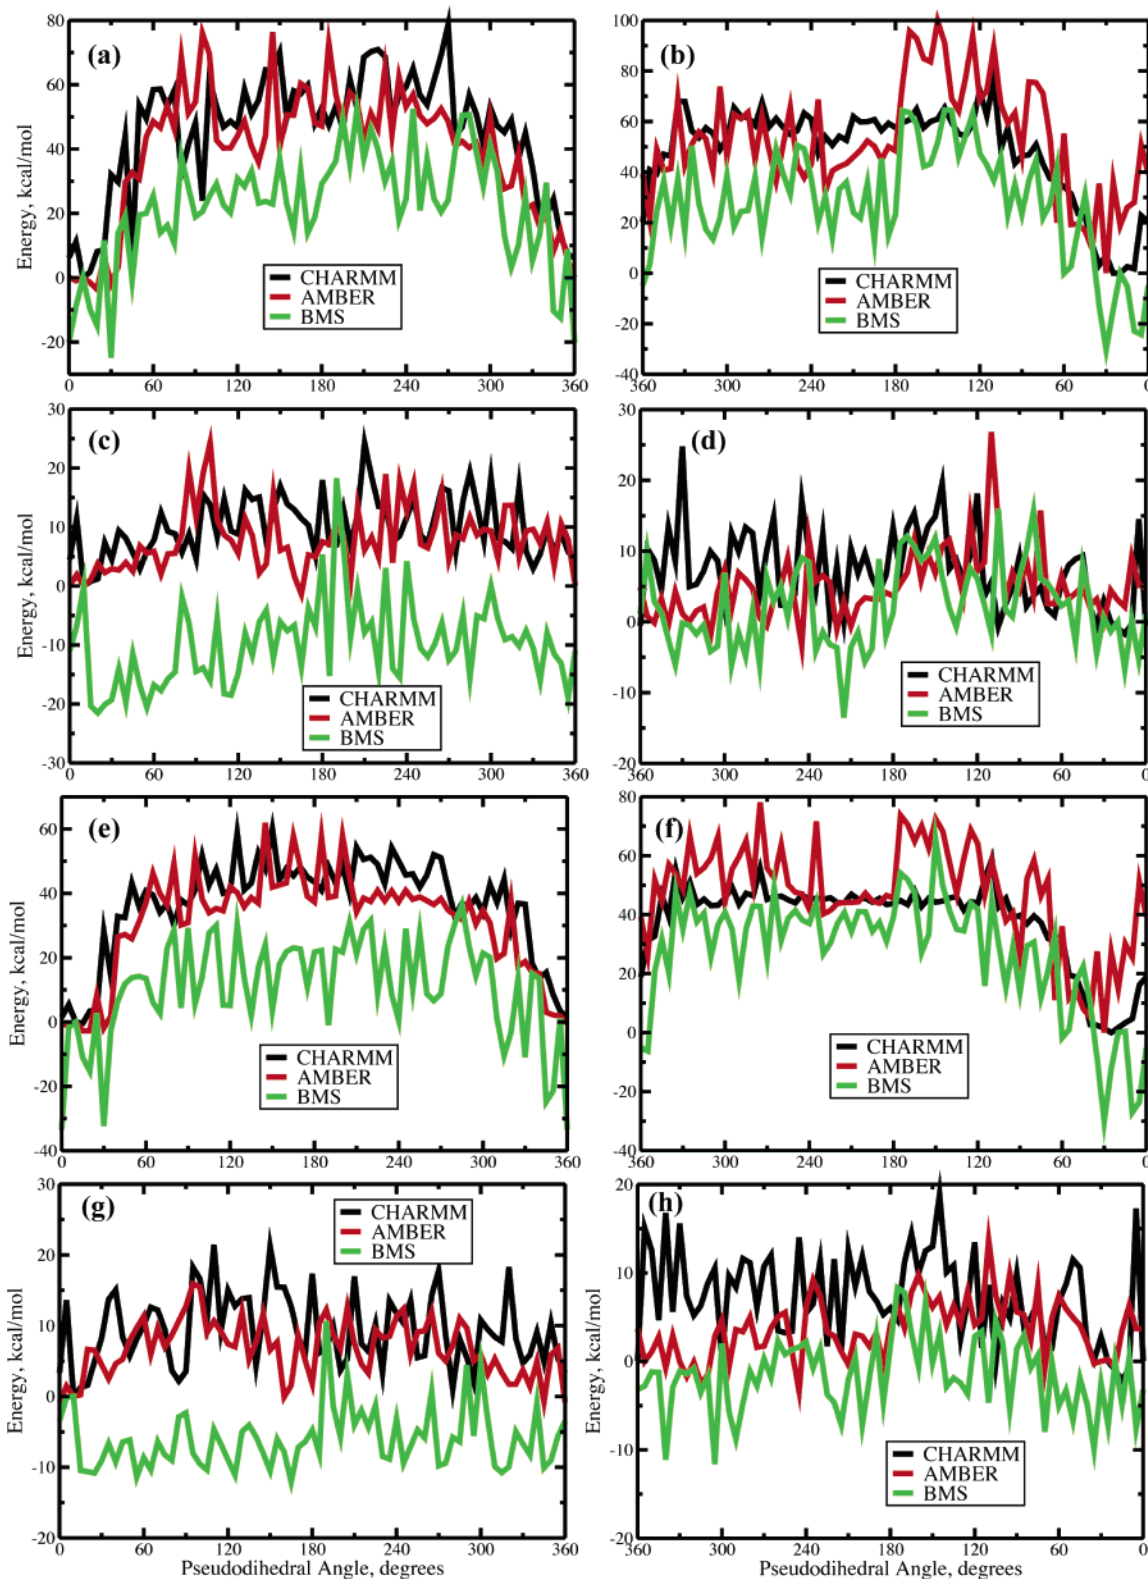 (a)
80
60
40
20
0
-20
Energy, kcal/mol
CHARMM
AMBER
BMS
0 60 120 180 240 300 360
(b)
100
80
60
40
20
0
-20
-40
CHARMM
AMBER
BMS
360 300 240 180 120 60 0
(c)
30
20
10
0
-10
-20
-30
Energy, kcal/mol
CHARMM
AMBER
BMS
0 60 120 180 240 300 360
(d)
30
20
10
0
-10
-20
CHARMM
AMBER
BMS
360 300 240 180 120 60 0
(e)
60
40
20
0
-20
-40
Energy, kcal/mol
CHARMM
AMBER
BMS
0 60 120 180 240 300 360
(f)
80
60
40
20
0
-20
-40
CHARMM
AMBER
BMS
360 300 240 180 120 60 0
(g)
30
20
10
0
-10
-20
Energy, kcal/mol
CHARMM
AMBER
BMS
0 60 120 180 240 300 360
Pseudodihedral Angle, degrees
(h)
20
10
0
-10
-20
Energy, kcal/mol
CHARMM
AMBER
BMS
360 300 240 180 120 60 0
Pseudodihedral Angle, degrees